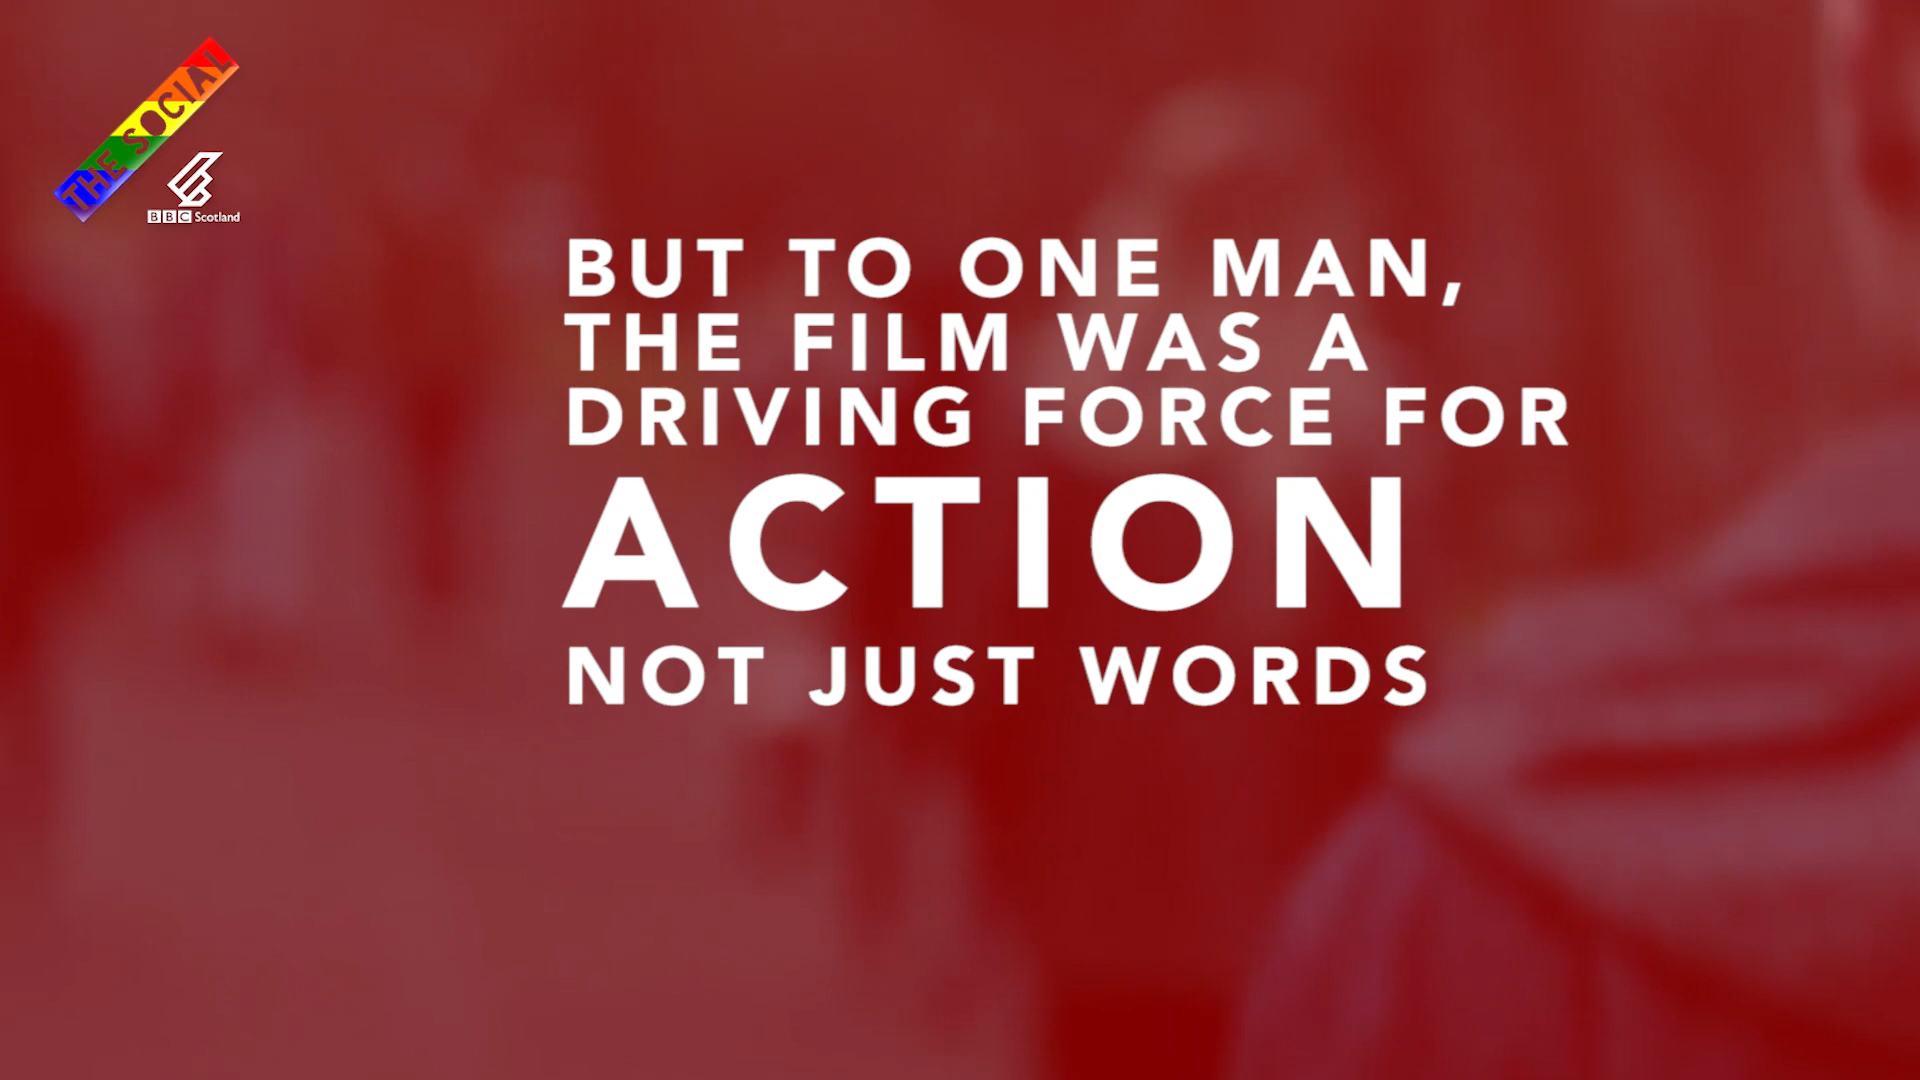 THE SOCIAL
BBC Scotland
BUT TO ONE MAN,
THE FILM WAS A
DRIVING FORCE FOR
ACTION
NOT JUST WORDS